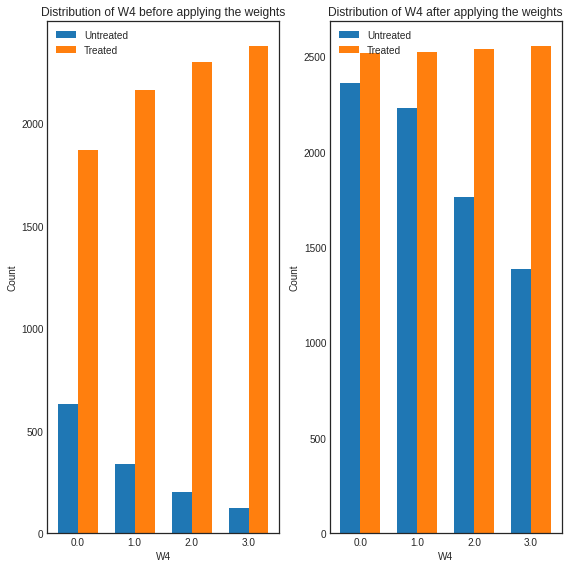 Distribution of W4 before applying the weights
Untreated
Treated
2000
1500
1000
500
0
Count
0.0 1.0 2.0 3.0
W4
Distribution of W4 after applying the weights
Untreated
Treated
2500
2000
1500
1000
500
0
Count
0.0 1.0 2.0 3.0
W4